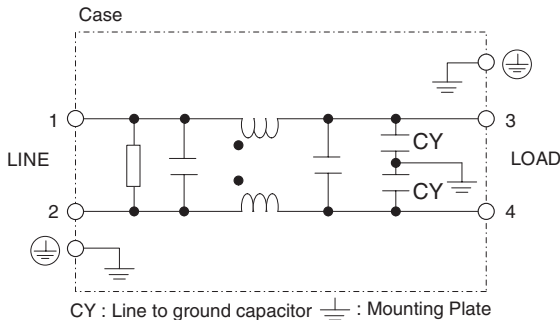 Case
1
3
LINE
CY
LOAD
CY
2
4
CY : Line to ground capacitor : Mounting Plate